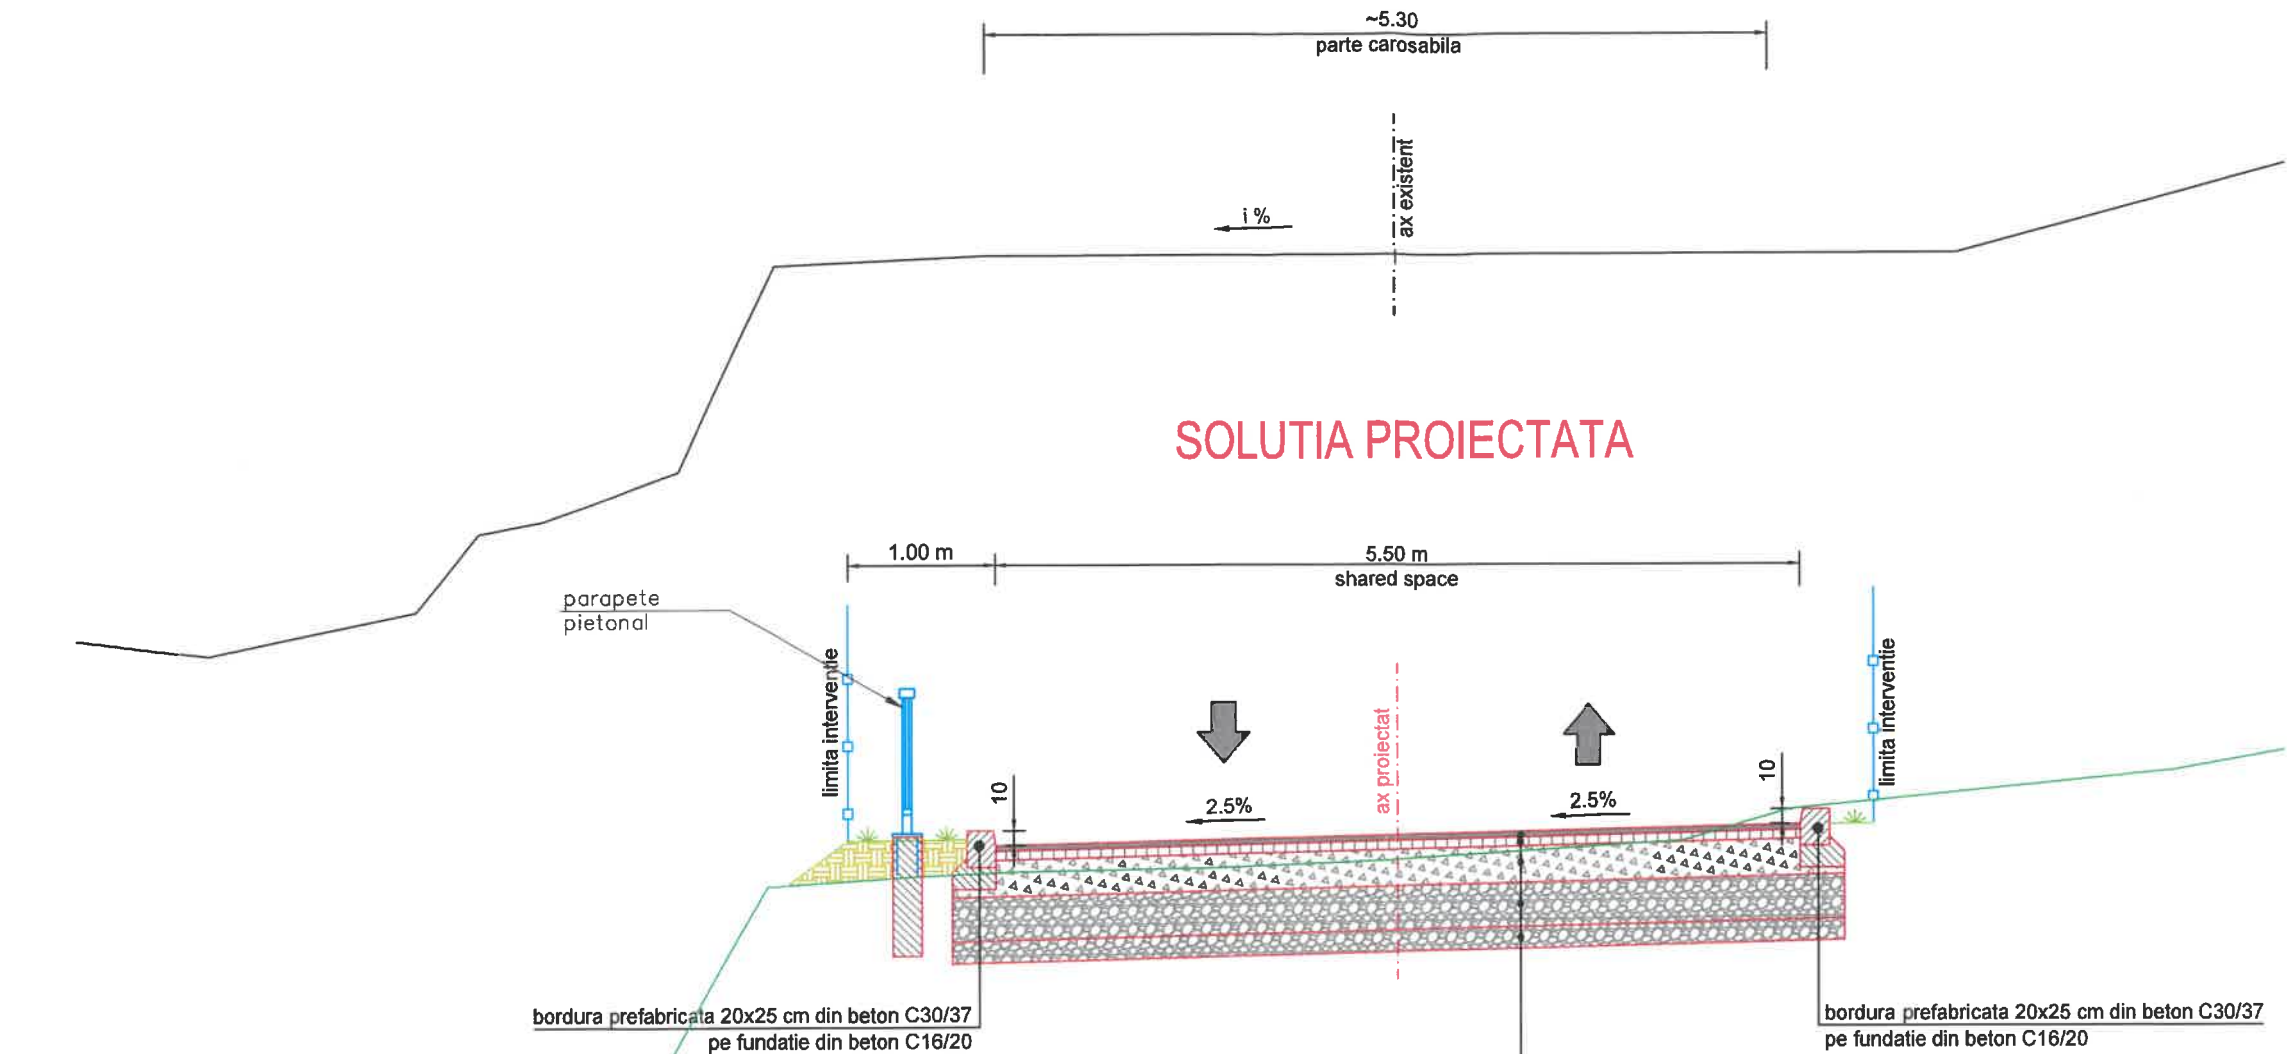 ~5.30
parte carosabila
ax existent
i %
SOLUTIA PROIECTATA
1.00 m
5.50 m
shared space
parapete
pietonal
limita interventie
limita interventie
ax proiectat
10
10
2.5%
2.5%
bordura prefabricata 20x25 cm din beton C30/37
pe fundatie din beton C16/20
bordura prefabricata 20x25 cm din beton C30/37
pe fundatie din beton C16/20